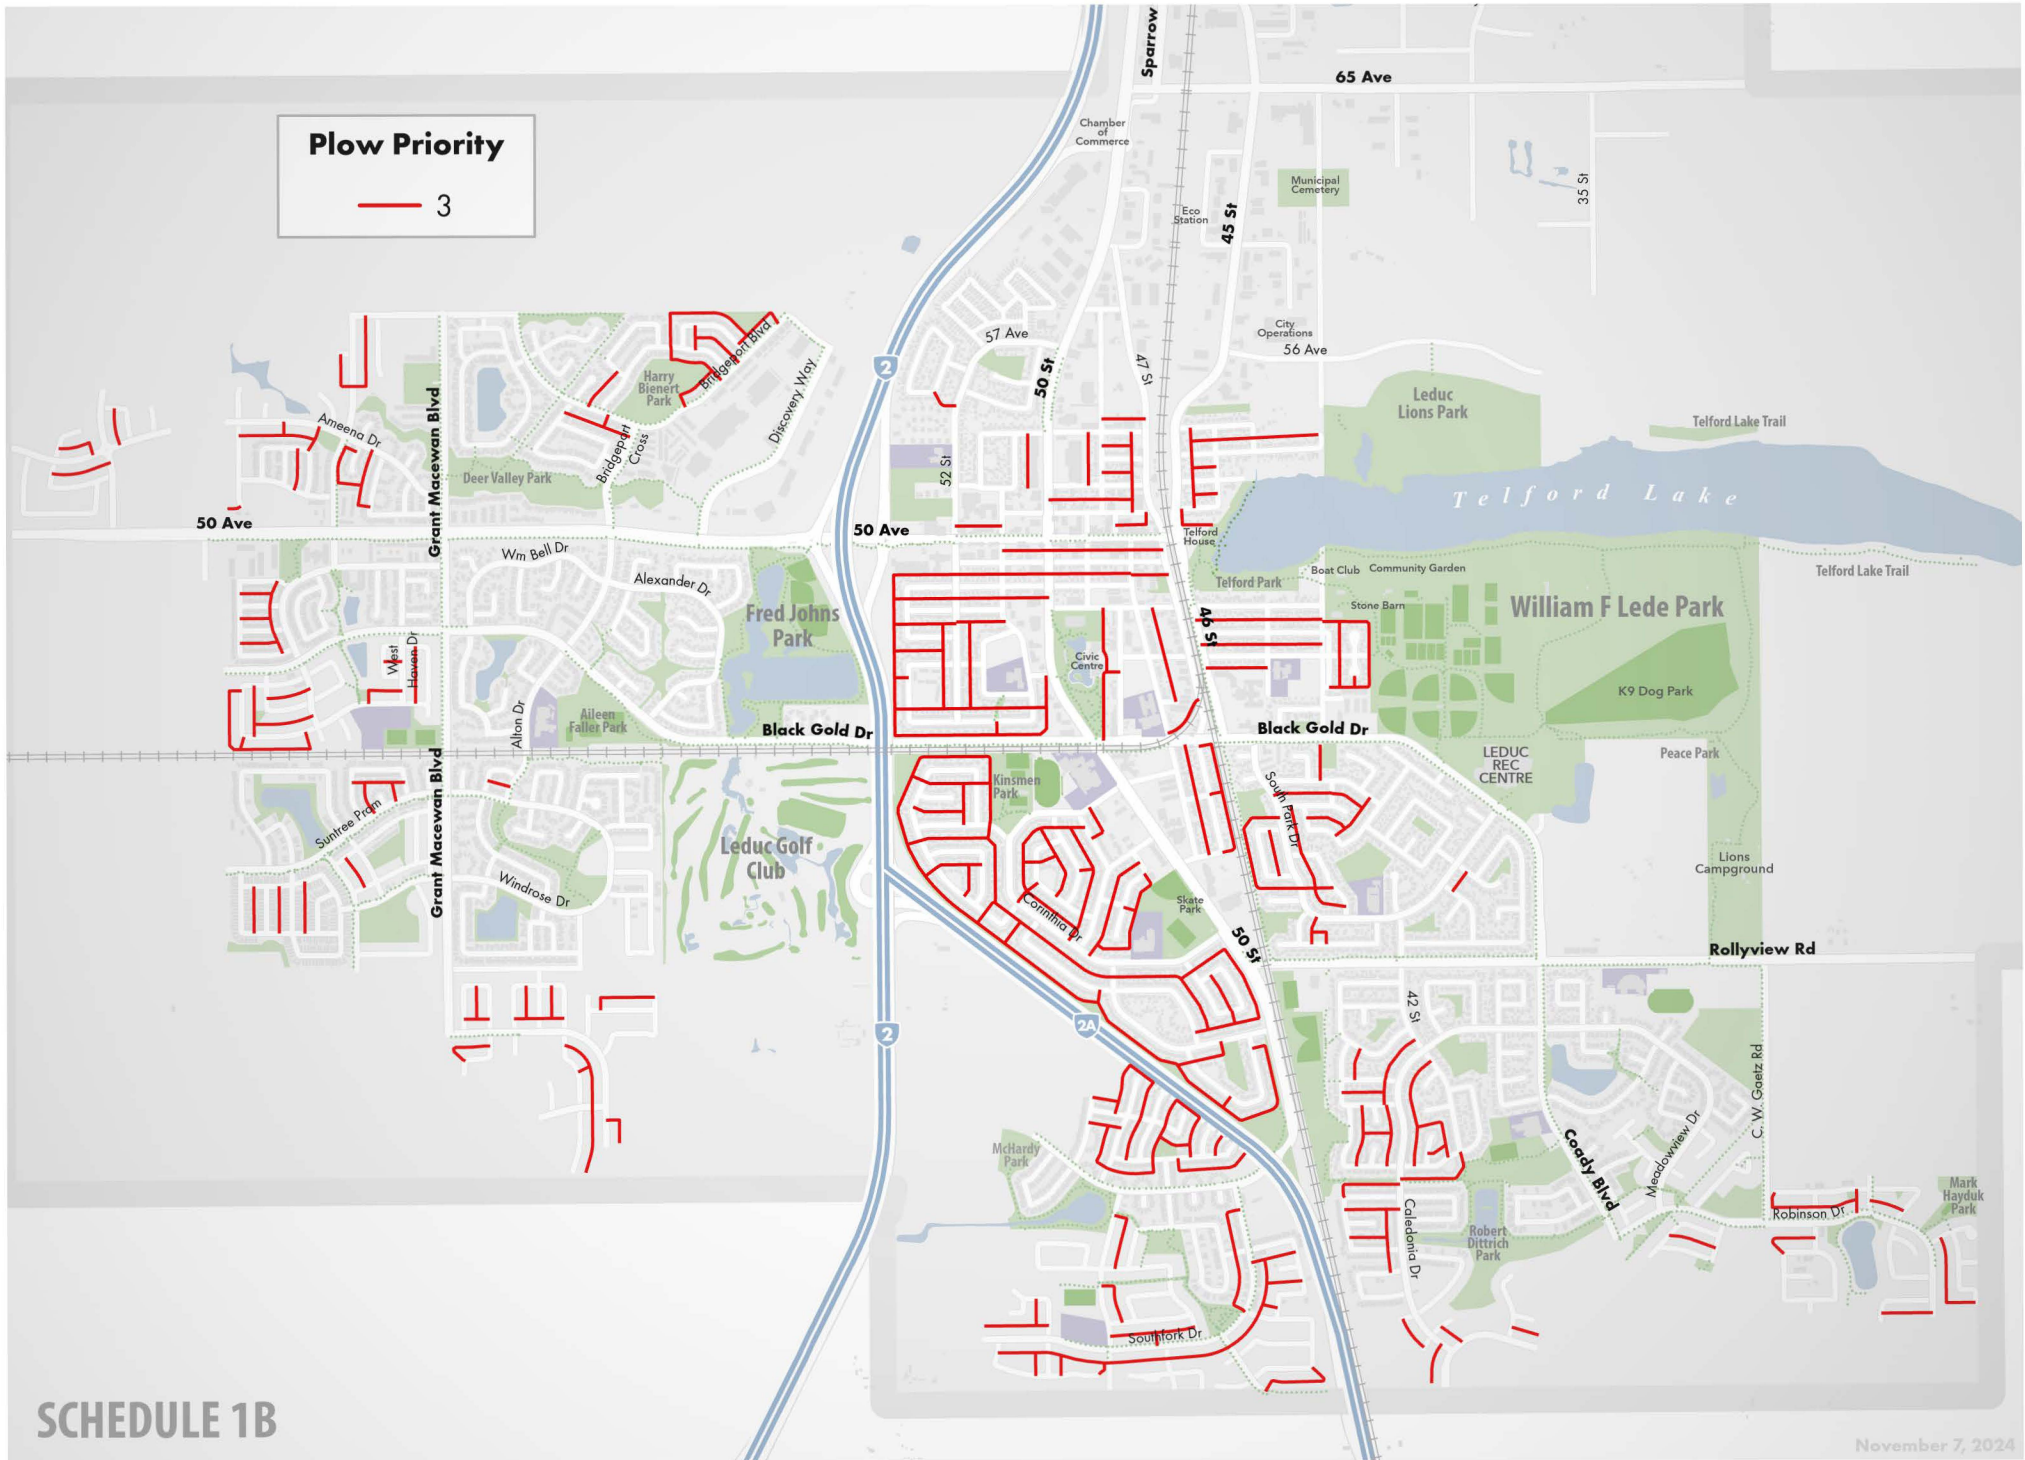 Sparrow
65 Ave
Chamber
of
Commerce
Plow Priority
3
Municipal
Cemetery
35 St
Eco
Station
45 St
City
Operations
57 Ave
56 Ave
50 St
47 St
2
Bridgeport Blvd
Discovery Way
Harry
Bienert
Park
Leduc
Lions Park
Grant Macewan Blvd
Ameena Dr
Telford Lake Trail
Bridgeport
Cross
52 St
Deer Valley Park
Telford Lake
50 Ave
50 Ave
Telford
House
Wm Bell Dr
Alexander Dr
Telford Park
Boat Club
Community Garden
Telford Lake Trail
Stone Barn
William F Lede Park
Fred Johns
Park
46 St
West
Haven Dr
Civic
Centre
K9 Dog Park
Alton Dr
Aileen
Faller Park
Black Gold Dr
Black Gold Dr
LEDUC
REC
CENTRE
Peace Park
Grant Macewan Blvd
Kinsmen
Park
South Park Dr
Suntree Prom
Leduc Golf
Club
Lions
Campground
Windrose Dr
Corinthia Dr
Skate
Park
50 St
Rollyview Rd
42 St
2
2A
C. W. Gaetz Rd
McHardy
Park
Coady Blvd
Meadowview Dr
Mark
Hayduk
Park
Robinson Dr
Caledonia Dr
Robert
Dittrich
Park
Southfork Dr
SCHEDULE 1B
November 7, 2024